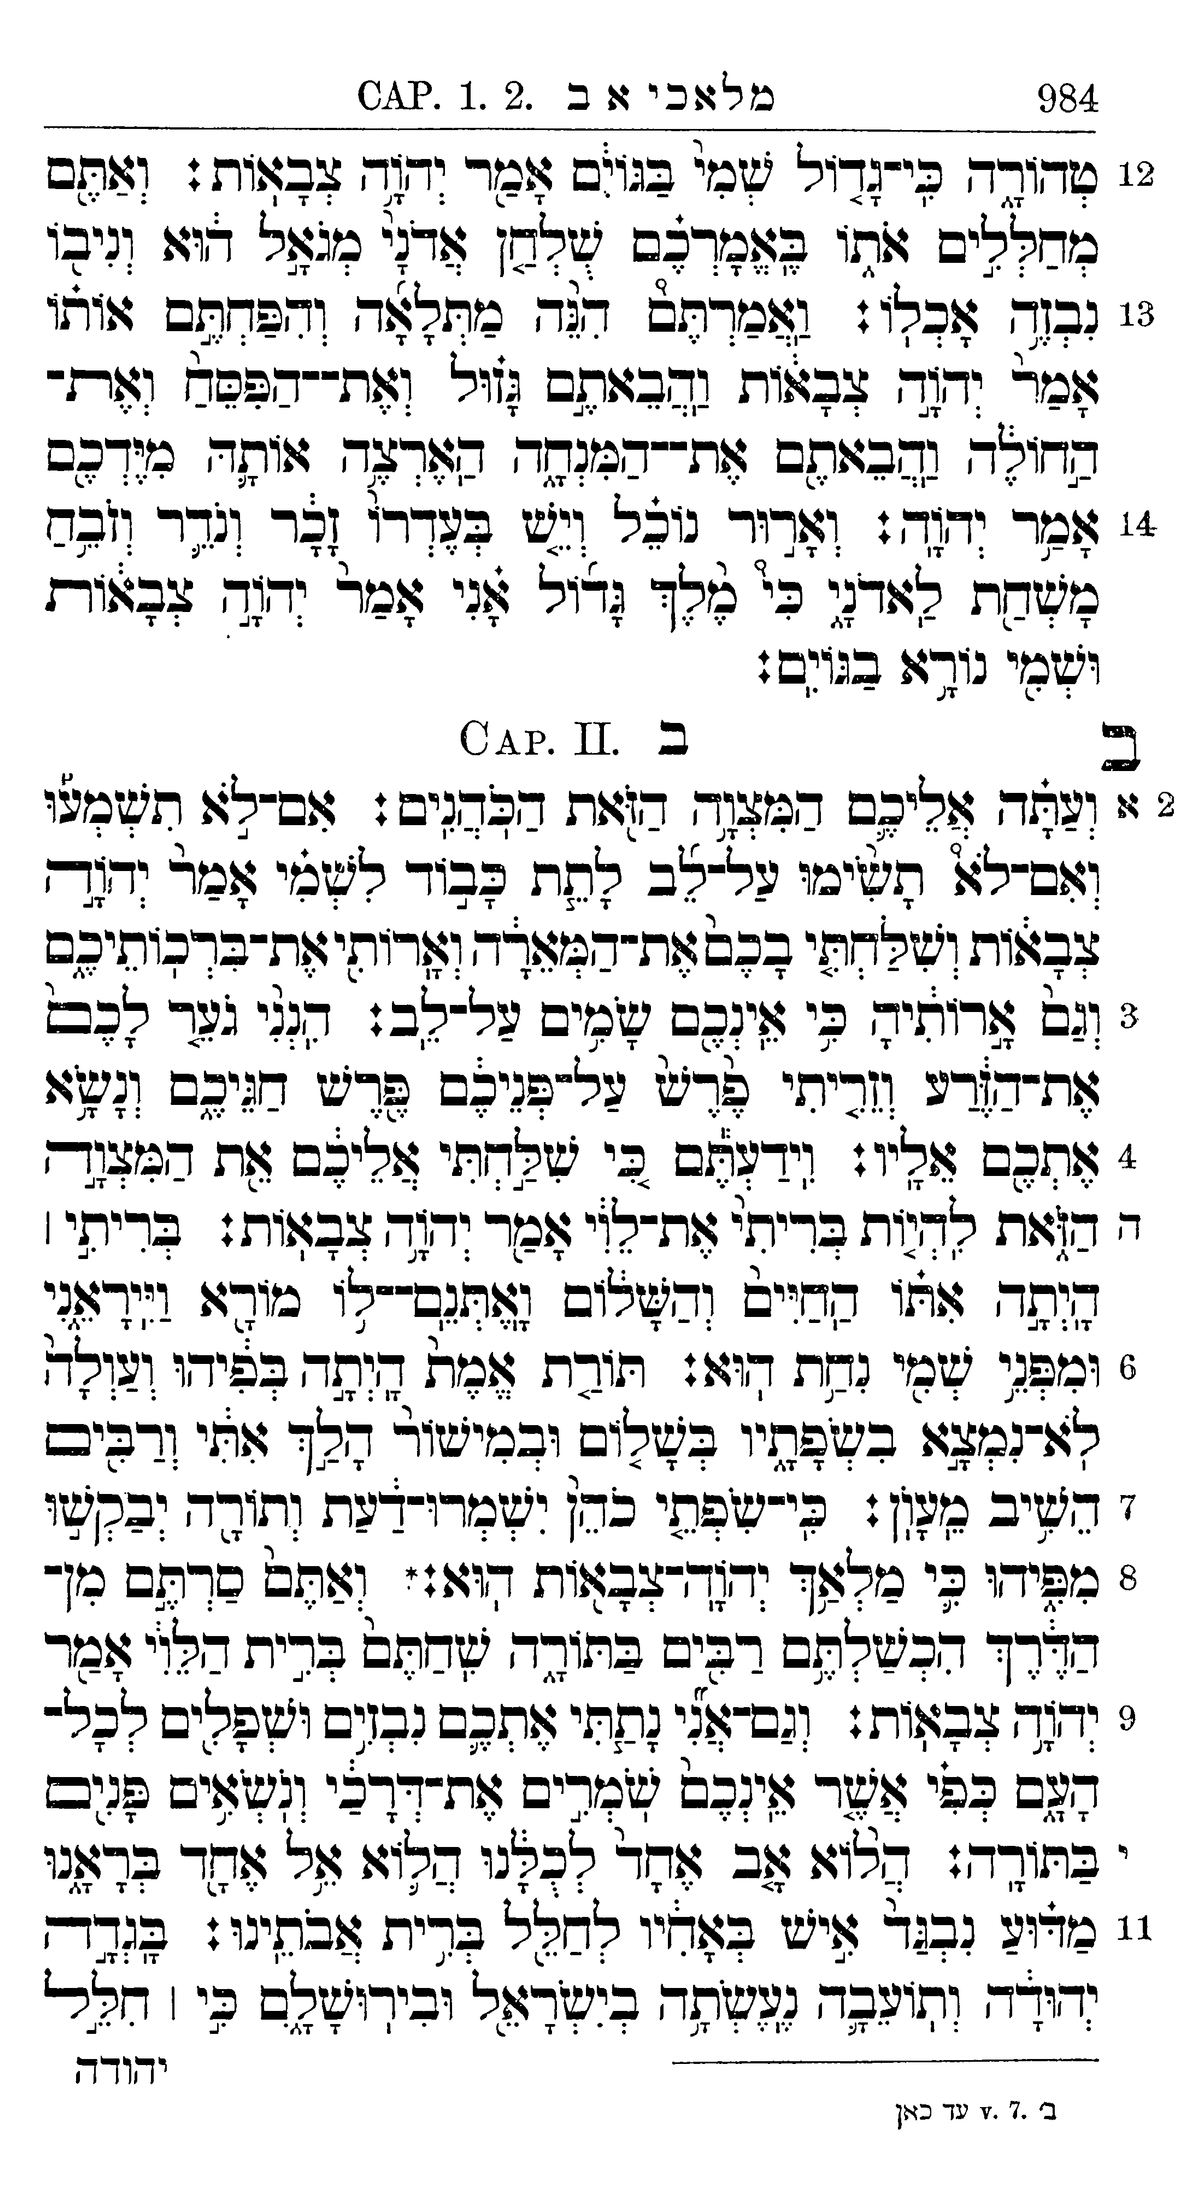 984 מלאכי א ב CAP. 1. 2.
12 טְהוֹרָ֑ה כִּֽי־גָד֤וֹל שְׁמִי֙ בַּגּוֹיִ֔ם אָמַ֖ר יְהוָ֥ה צְבָאֽוֹת׃ וְאַתֶּ֖ם
מְחַלְּלִ֣ים אֹת֑וֹ בֶּאֱמָרְכֶ֗ם שֻׁלְחַ֤ן אֲדֹנָי֙ מְגֹאָ֣ל ה֔וּא וְנִיב֖וֹ
13 נִבְזֶ֥ה אָכְלֽוֹ׃ וַאֲמַרְתֶּם֩ הִנֵּ֨ה מַתְּלָאָ֜ה וְהִפַּחְתֶּ֣ם אוֹת֗וֹ
אָמַר֙ יְהוָ֣ה צְבָא֔וֹת וַהֲבֵאתֶ֣ם גָּז֗וּל וְאֶת־הַפִּסֵּ֙חַ֙ וְאֶת־
הַ֣חוֹלֶ֔ה וַהֲבֵאתֶ֖ם אֶת־הַמִּנְחָ֑ה הַאֶרְצֶ֥ה אוֹתָ֛הּ מִיֶּדְכֶ֖ם
14 אָמַ֥ר יְהוָֽה׃ וְאָר֣וּר נוֹכֵ֗ל וְיֵ֤שׁ בְּעֶדְרוֹ֙ זָכָ֔ר וְנֹדֵ֛ר וְזֹבֵ֥חַ
מָשְׁחָ֖ת לַֽאדֹנָ֑י כִּי֩ מֶ֨לֶךְ גָּד֜וֹל אָ֗נִי אָמַר֙ יְהוָ֣ה צְבָא֔וֹת
וּשְׁמִ֖י נוֹרָ֥א בַגּוֹיִֽם׃
ב CAP. II. ב
2 א וְעַתָּ֗ה אֲלֵיכֶ֛ם הַמִּצְוָ֥ה הַזֹּ֖את הַכֹּהֲנִֽים׃ אִם־לֹ֣א תִשְׁמְע֡וּ
וְאִם־לֹא֩ תָשִׂ֨ימוּ עַל־לֵ֜ב לָתֵ֧ת כָּב֣וֹד לִשְׁמִ֗י אָמַר֙ יְהוָ֣ה
צְבָא֔וֹת וְשִׁלַּחְתִּ֤י בָכֶם֙ אֶת־הַמְּאֵרָ֔ה וְאָרוֹתִ֖י אֶת־בִּרְכֽוֹתֵיכֶ֑ם
3 וְגַם֙ אָרוֹתִ֔יהָ כִּ֥י אֵינְכֶ֖ם שָׂמִ֥ים עַל־לֵֽב׃ הִנְנִ֨י גֹעֵ֤ר לָכֶם֙
אֶת־הַזֶּ֔רַע וְזֵרִ֤יתִי פֶ֙רֶשׁ֙ עַל־פְּנֵיכֶ֔ם פֶּ֖רֶשׁ חַגֵּיכֶ֑ם וְנָשָׂ֥א
4 אֶתְכֶ֖ם אֵלָֽיו׃ וִֽידַעְתֶּ֕ם כִּ֚י שִׁלַּ֣חְתִּי אֲלֵיכֶ֔ם אֵ֖ת הַמִּצְוָ֣ה
ה הַזֹּ֑את לִֽהְי֤וֹת בְּרִיתִי֙ אֶת־לֵוִ֔י אָמַ֖ר יְהוָ֥ה צְבָאֽוֹת׃ בְּרִיתִ֣י ׀
הָיְתָ֣ה אִתּ֗וֹ הַֽחַיִּים֙ וְהַ֨שָּׁל֔וֹם וָאֶתְּנֵֽם־ל֥וֹ מוֹרָ֖א וַיִּֽירָאֵ֑נִי
6 וּמִפְּנֵ֥י שְׁמִ֖י נִחַ֥ת הֽוּא׃ תּוֹרַ֤ת אֱמֶת֙ הָיְתָ֣ה בְּפִ֔יהוּ וְעַוְלָ֖ה
לֹא־נִמְצָ֣א בִשְׂפָתָ֑יו בְּשָׁל֤וֹם וּבְמִישׁוֹר֙ הָלַ֣ךְ אִתִּ֔י וְרַבִּ֖ים
7 הֵשִׁ֥יב מֵעָוֺֽן׃ כִּֽי־שִׂפְתֵ֤י כֹהֵן֙ יִשְׁמְרוּ־דַ֔עַת וְתוֹרָ֖ה יְבַקְשׁ֣וּ
8 מִפִּ֑יהוּ כִּ֛י מַלְאַ֥ךְ יְהוָֽה־צְבָא֖וֹת הֽוּא׃* וְאַתֶּם֙ סַרְתֶּ֣ם מִן־
הַדֶּ֔רֶךְ הִכְשַׁלְתֶּ֥ם רַבִּ֖ים בַּתּוֹרָ֑ה שִֽׁחַתֶּם֙ בְּרִ֣ית הַלֵּוִ֔י אָמַ֖ר
9 יְהוָ֥ה צְבָאֽוֹת׃ וְגַם־אֲנִ֞י נָתַ֧תִּי אֶתְכֶ֛ם נִבְזִ֥ים וּשְׁפָלִ֖ים לְכָל־
הָעָ֑ם כְּפִ֗י אֲשֶׁ֤ר אֵֽינְכֶם֙ שֹׁמְרִ֣ים אֶת־דְּרָכַ֔י וְנֹשְׂאִ֥ים פָּנִ֖ים
י בַּתּוֹרָֽה׃ הֲל֨וֹא אָ֤ב אֶחָד֙ לְכֻלָּ֔נוּ הֲל֛וֹא אֵ֥ל אֶחָ֖ד בְּרָאָ֑נוּ
11 מַדּ֗וּעַ נִבְגַּד֙ אִ֣ישׁ בְּאָחִ֔יו לְחַלֵּ֖ל בְּרִ֥ית אֲבֹתֵֽינוּ׃ בָּגְדָ֣ה
יְהוּדָ֔ה וְתוֹעֵבָ֛ה נֶעֶשְׂתָ֥ה בְיִשְׂרָאֵ֖ל וּבִירֽוּשָׁלָ֑͏ִם כִּ֣י ׀ חִלֵּ֣ל
יהודה
ב׳ v. 7. עד כאן